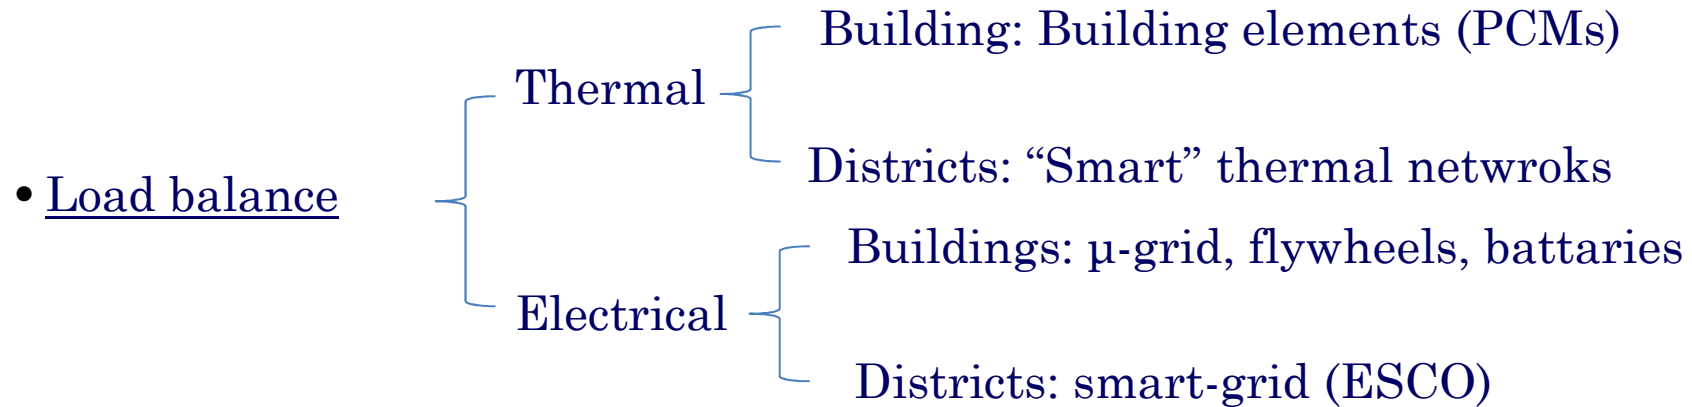 Building: Building elements (PCMs)
Thermal
Districts: “Smart” thermal netwroks
• Load balance
Buildings: µ-grid, flywheels, battaries
Electrical
Districts: smart-grid (ESCO)